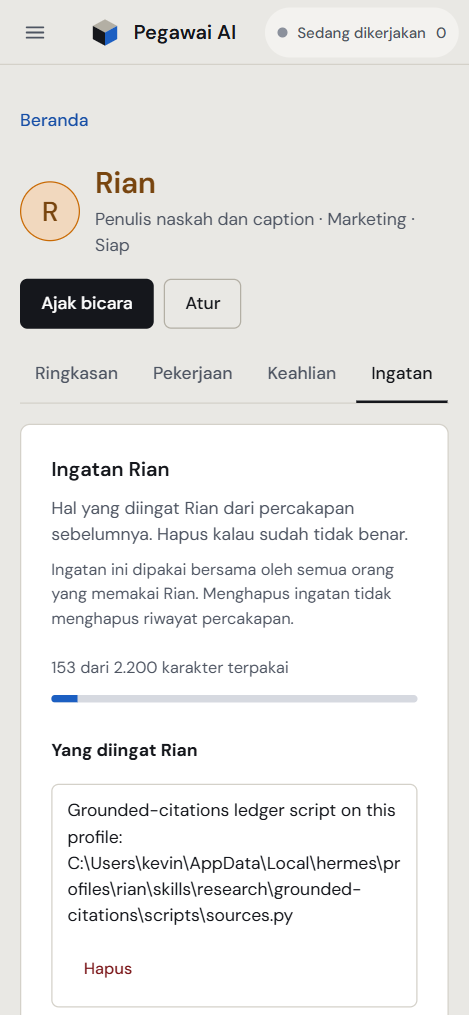 Pegawai AI
Sedang dikerjakan 0
Beranda
R
Rian
Penulis naskah dan caption · Marketing ·
Siap
Ajak bicara
Atur
Ringkasan
Pekerjaan
Keahlian
Ingatan
Ingatan Rian
Hal yang diingat Rian dari percakapan
sebelumnya. Hapus kalau sudah tidak benar.
Ingatan ini dipakai bersama oleh semua orang
yang memakai Rian. Menghapus ingatan tidak
menghapus riwayat percakapan.
153 dari 2.200 karakter terpakai
Yang diingat Rian
Grounded-citations ledger script on this
profile:
C:\Users\kevin\AppData\Local\hermes\pr
ofiles\rian\skills\research\grounded-
citations\scripts\sources.py
Hapus